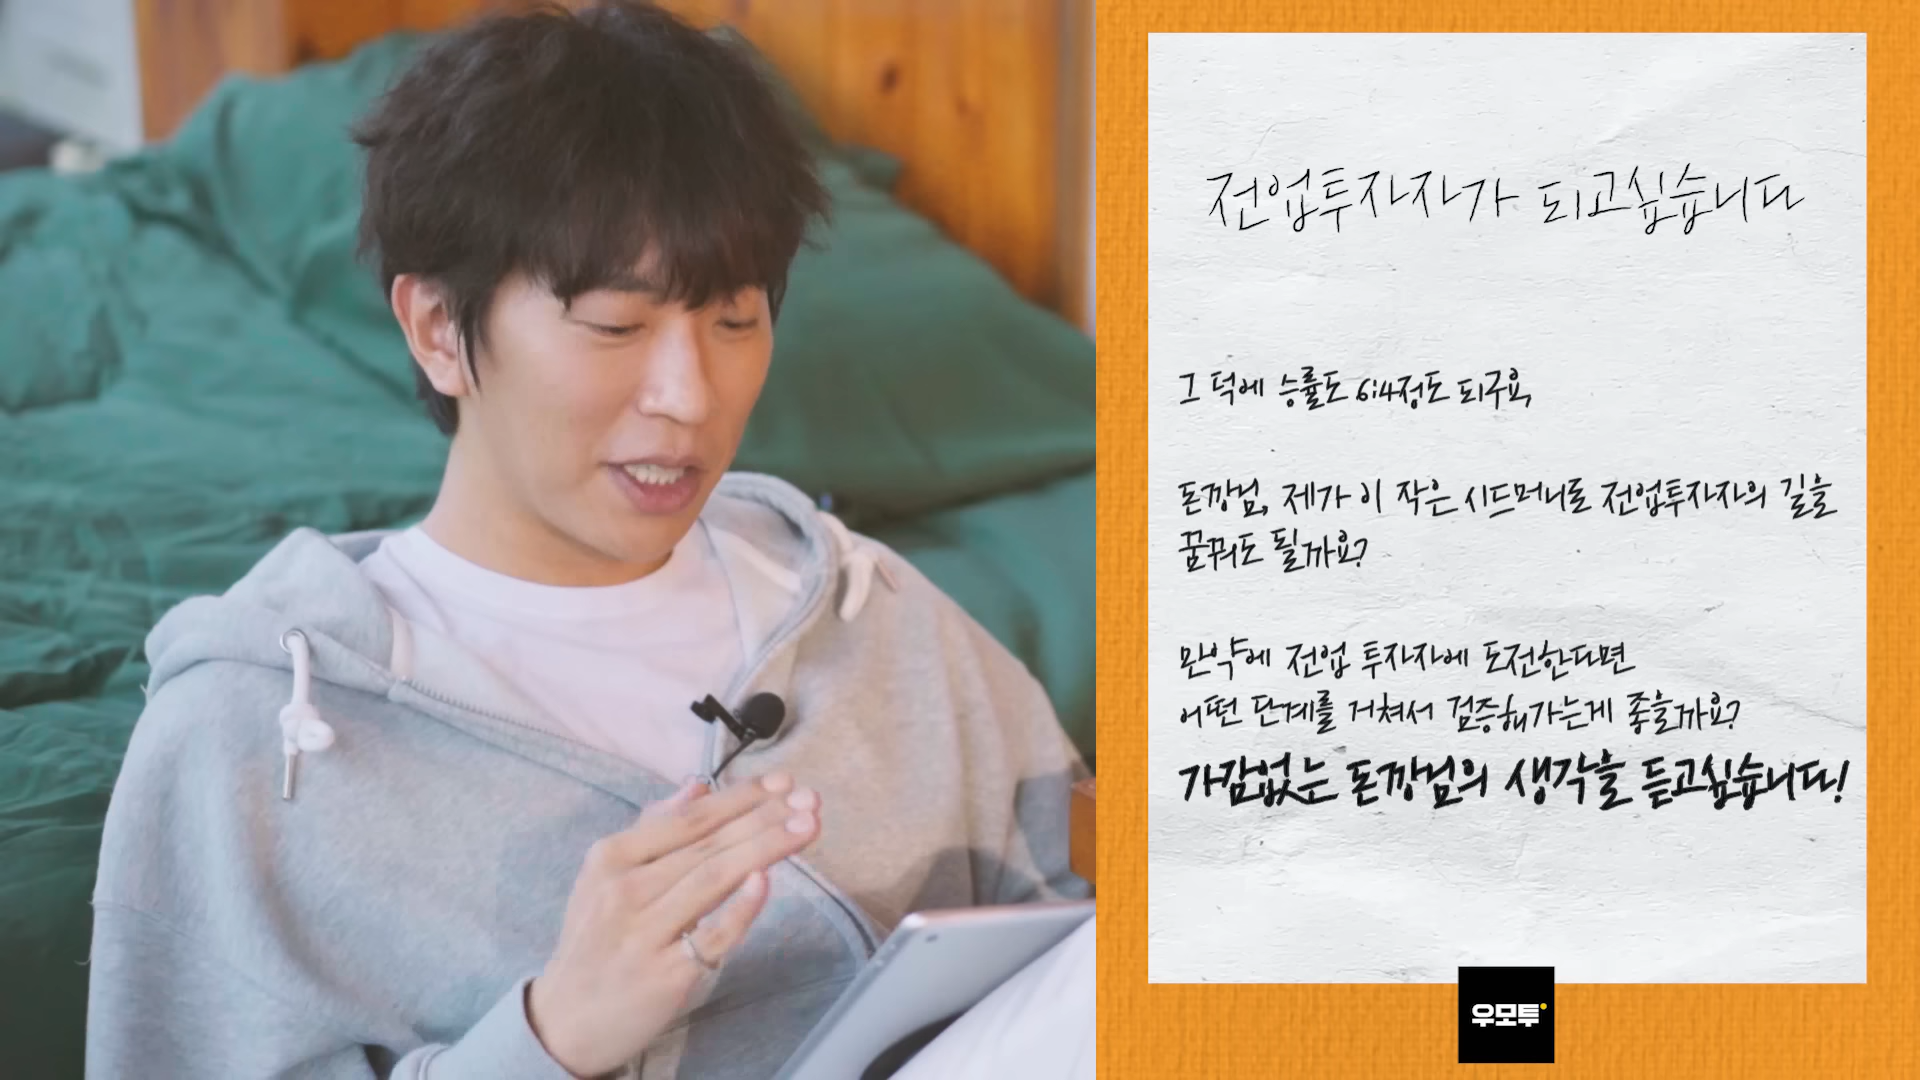 전업투자자가 되고싶습니다
그 덕에 승률도 6:4정도 되구요,
돈깡님, 제가 이 작은 시드머니로 전업투자자의 길을
꿈꿔도 될까요?
만약에 전업 투자자에 도전한다면
어떤 단계를 거쳐서 검증해가는게 좋을까요?
가감없는 돈깡님의 생각을 듣고싶습니다!
우모투